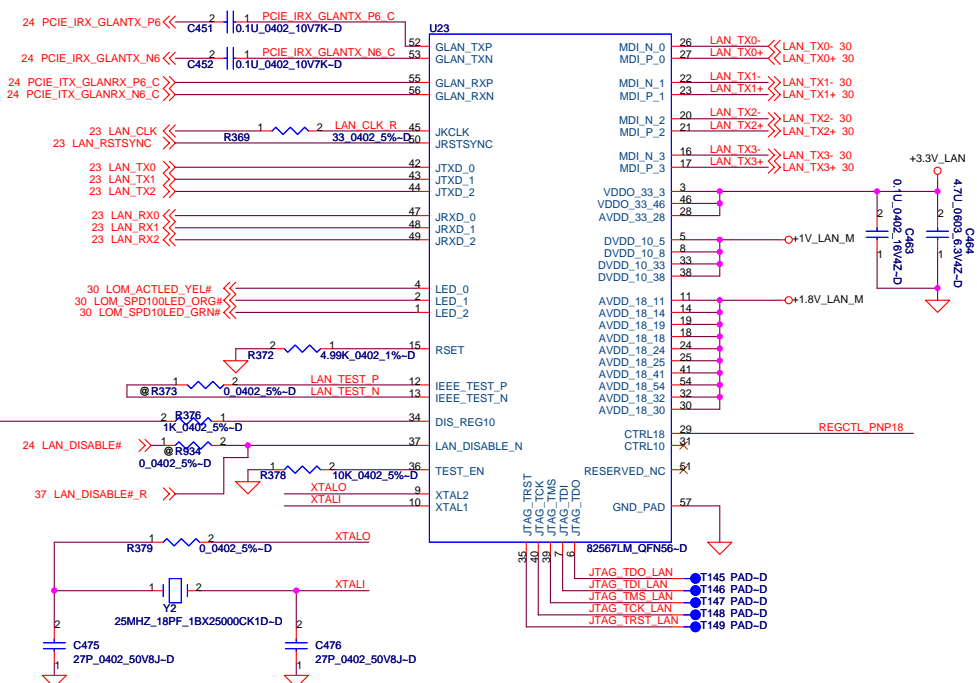 24 PCIE_IRX_GLANTX_P6
2
1
PCIE_IRX_GLANTX_P6_C
C451
0.1U_0402_10V7K~D
24 PCIE_IRX_GLANTX_N6
2
1
PCIE_IRX_GLANTX_N6_C
C452
0.1U_0402_10V7K~D
24 PCIE_ITX_GLANRX_P6_C
24 PCIE_ITX_GLANRX_N6_C
23 LAN_CLK
1
2
LAN_CLK_R
R369
33_0402_5%~D
23 LAN_RSTSYNC
23 LAN_TX0
23 LAN_TX1
23 LAN_TX2
23 LAN_RX0
23 LAN_RX1
23 LAN_RX2
30 LOM_ACTLED_YEL#
30 LOM_SPD100LED_ORG#
30 LOM_SPD10LED_GRN#
2
1
R372
4.99K_0402_1%~D
1
2
LAN_TEST_P
@R373
0_0402_5%~D
LAN_TEST_N
2
R376
1
1K_0402_5%~D
24 LAN_DISABLE#
1
2
@R934
0_0402_5%~D
1
2
R378
10K_0402_5%~D
37 LAN_DISABLE#_R
XTALO
XTALI
U23
52 GLAN_TXP
53 GLAN_TXN
55 GLAN_RXP
56 GLAN_RXN
45 JKCLK
50 JRSTSYNC
42 JTXD_0
43 JTXD_1
44 JTXD_2
47 JRXD_0
48 JRXD_1
49 JRXD_2
4 LED_0
2 LED_1
1 LED_2
15 RSET
12 IEEE_TEST_P
13 IEEE_TEST_N
34 DIS_REG10
37 LAN_DISABLE_N
36 TEST_EN
9 XTAL2
10 XTAL1
MDI_N_0 26 LAN_TX0- LAN_TX0- 30
MDI_P_0 27 LAN_TX0+ LAN_TX0+ 30
MDI_N_1 22 LAN_TX1- LAN_TX1- 30
MDI_P_1 23 LAN_TX1+ LAN_TX1+ 30
MDI_N_2 20 LAN_TX2- LAN_TX2- 30
MDI_P_2 21 LAN_TX2+ LAN_TX2+ 30
MDI_N_3 16 LAN_TX3- LAN_TX3- 30
MDI_P_3 17 LAN_TX3+ LAN_TX3+ 30
VDDO_33_3 3
VDDO_33_46 46
AVDD_33_28 28
DVDD_10_5 5
DVDD_10_8 8
DVDD_10_33 33
DVDD_10_38 38
AVDD_18_11 11
AVDD_18_14 14
AVDD_18_19 19
AVDD_18_18 18
AVDD_18_24 24
AVDD_18_25 25
AVDD_18_41 41
AVDD_18_54 54
AVDD_18_32 32
AVDD_18_30 30
CTRL18 29 REGCTL_PNP18
CTRL10 31
RESERVED_NC 51
GND_PAD 57
JTAG_TRST
JTAG_TCK
JTAG_TMS
JTAG_TDI
JTAG_TDO
35
40
39
7
6
82567LM_QFN56~D
+3.3V_LAN
+1V_LAN_M
+1.8V_LAN_M
2
1
C463
0.1U_0402_16V4Z~D
2
1
C464
4.7U_0603_6.3V4Z~D
JTAG_TDO_LAN T145 PAD~D
JTAG_TDI_LAN T146 PAD~D
JTAG_TMS_LAN T147 PAD~D
JTAG_TCK_LAN T148 PAD~D
JTAG_TRST_LAN T149 PAD~D
XTALO
R379
0_0402_5%~D
XTALI
1
2
Y2
25MHZ_18PF_1BX25000CK1D~D
2
1
C475
27P_0402_50V8J~D
2
1
C476
27P_0402_50V8J~D